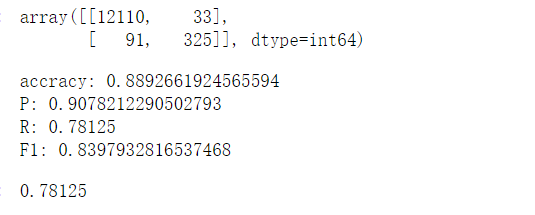 array([[12110,    33],
       [   91,   325]], dtype=int64)
accracy: 0.8892661924565594
P: 0.9078212290502793
R: 0.78125
F1: 0.8397932816537468
0.78125